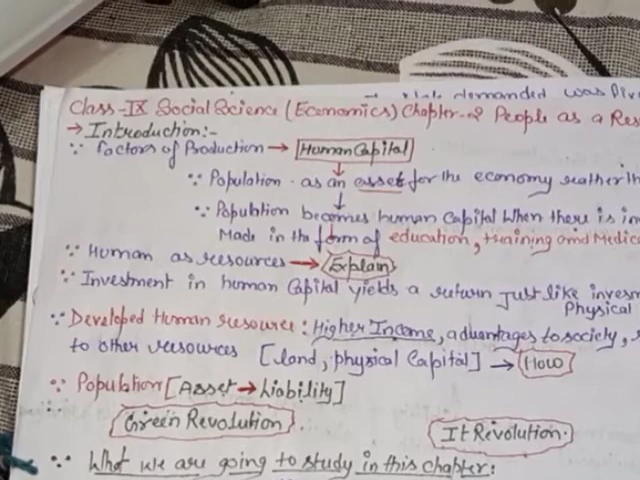 demanded was
Class-IX Social Science (Economics) Chapter-2 People as a Res
→ Introduction:-
∵ Factors of Production → Human Capital
∵ Population as an asset for the economy rather th
∵ Population becomes human Capital when there is in
Made in the form of education, training and Medic
∵ Human as resources → Explain
∵ Investment in human Capital yields a return just like inves
Physical
∵ Developed Human resource: Higher Income, advantages to society,
to other resources [land, physical Capital] → How
∵ Population [Asset → Liability]
Green Revolution. It Revolution.
∵ What we are going to study in this chapter: